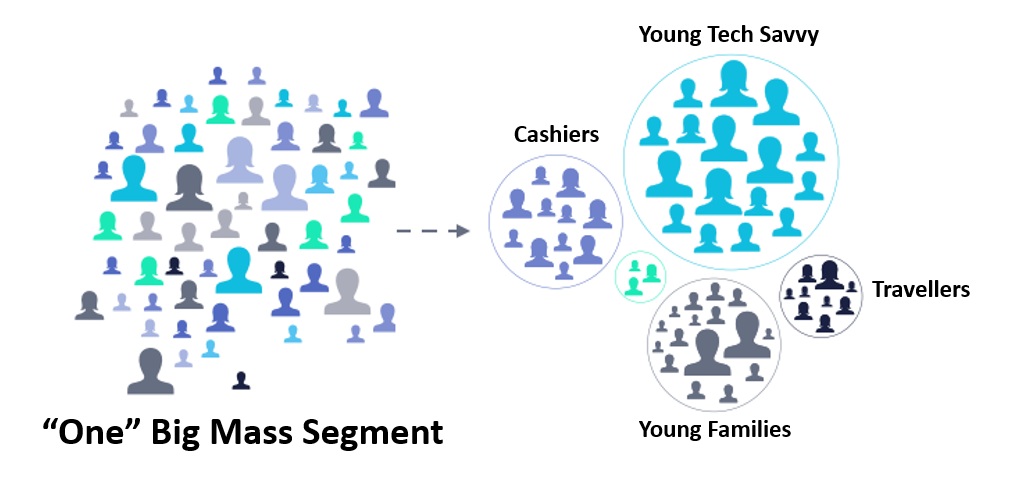 Young Tech Savvy
Cashiers
Travellers
Young Families
“One” Big Mass Segment